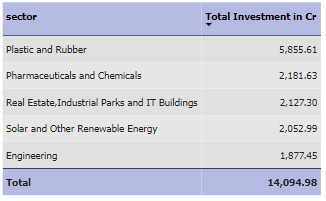 sector Total Investment in Cr
Plastic and Rubber 5,855.61
Pharmaceuticals and Chemicals 2,181.63
Real Estate,Industrial Parks and IT Buildings 2,127.30
Solar and Other Renewable Energy 2,052.99
Engineering 1,877.45
Total 14,094.98